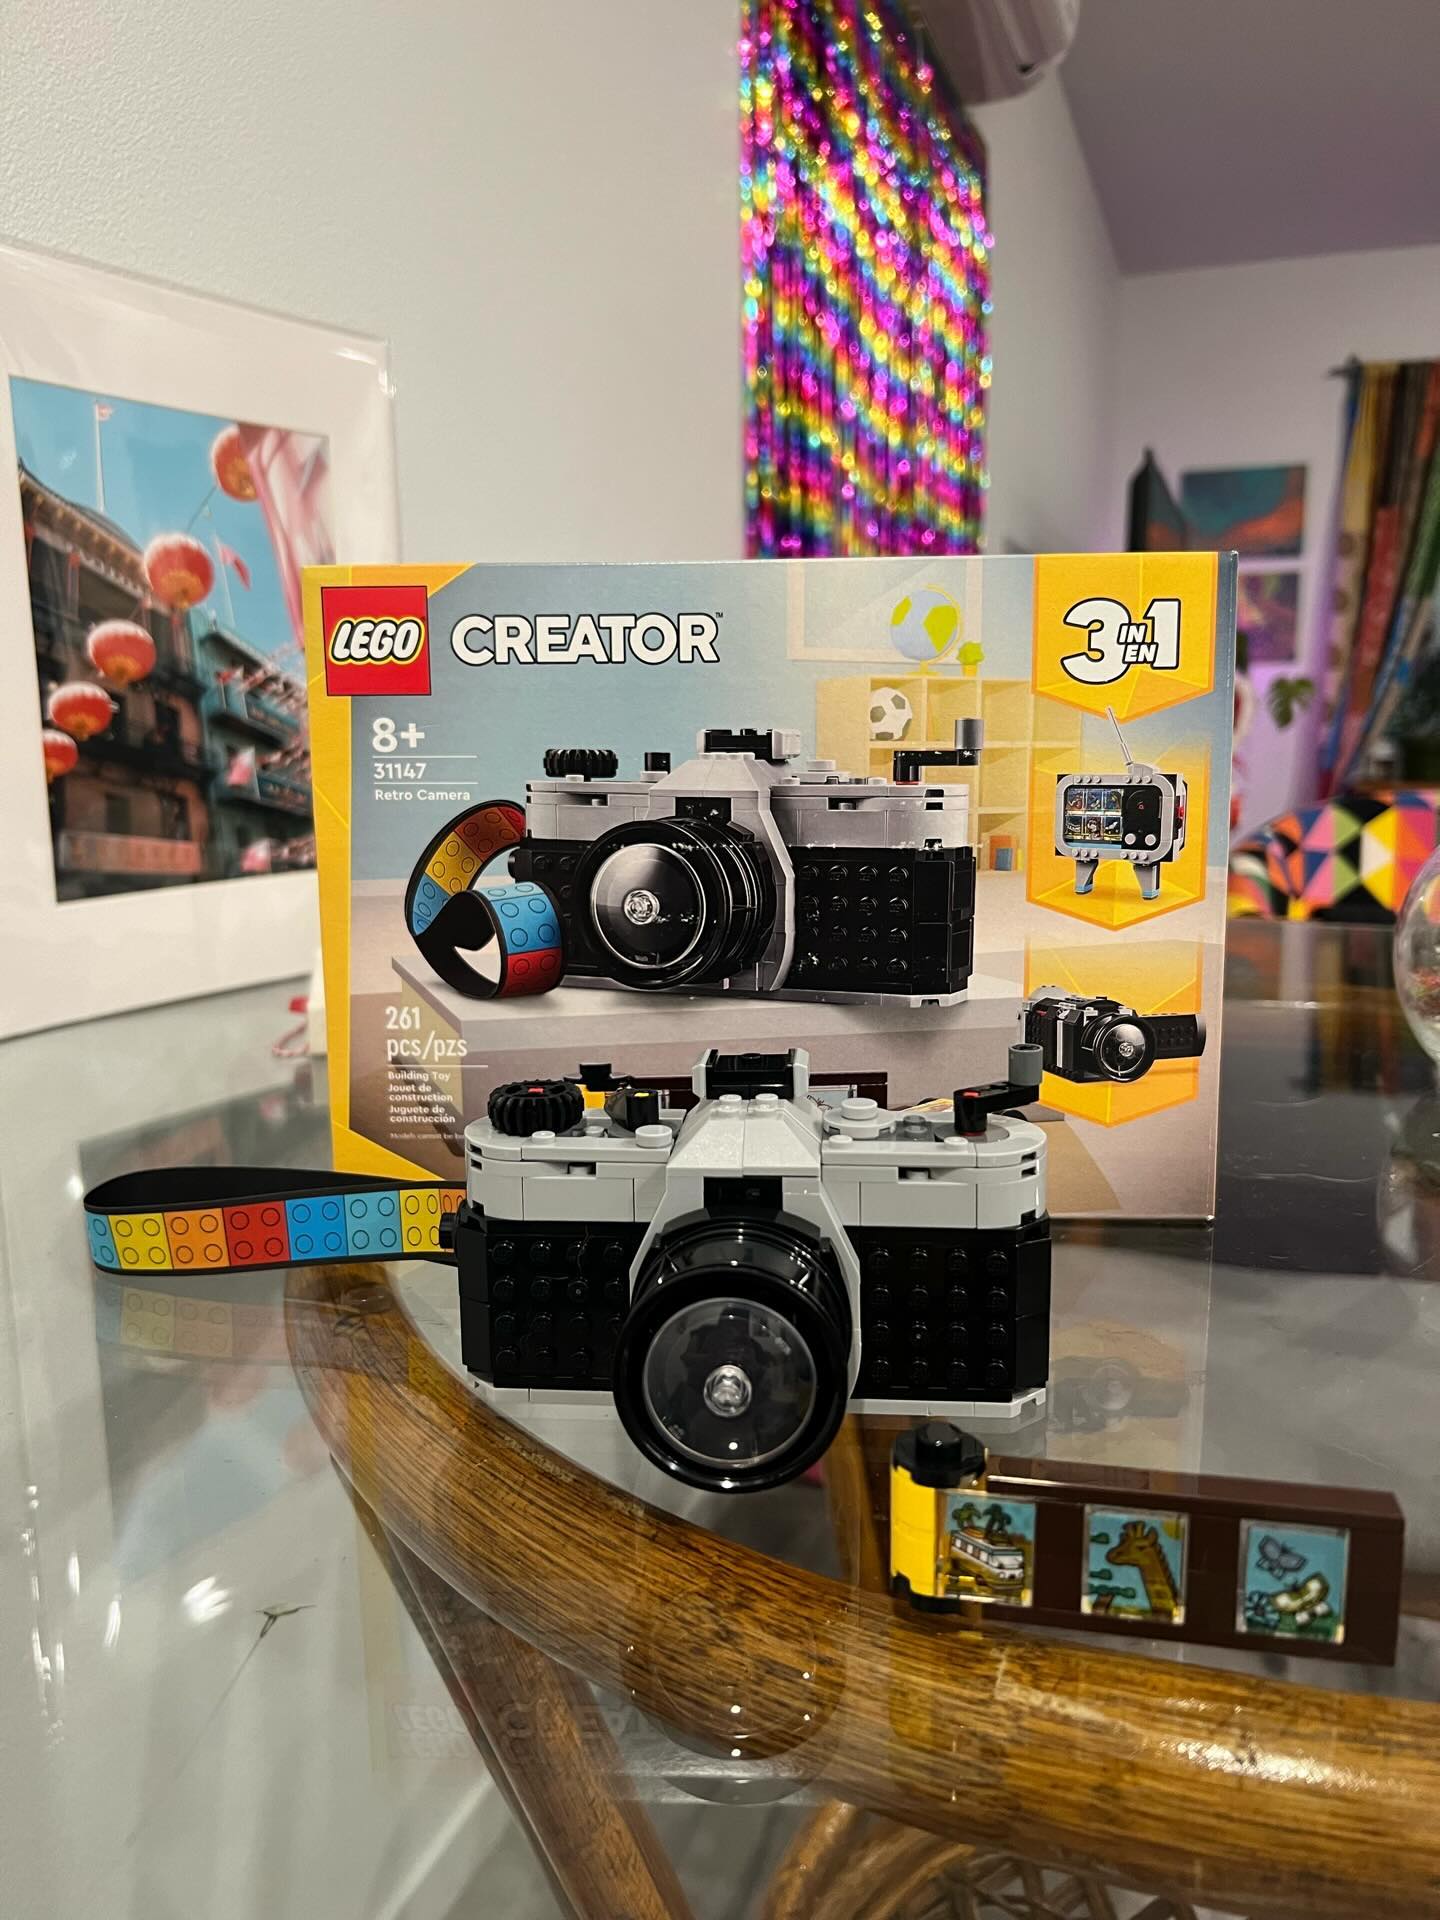 LEGO
CREATOR™
3 IN EN 1
8+
31147
Retro Camera
261
pcs/pzs
Building Toy
Jouet de
construction
Juguete de
construcción